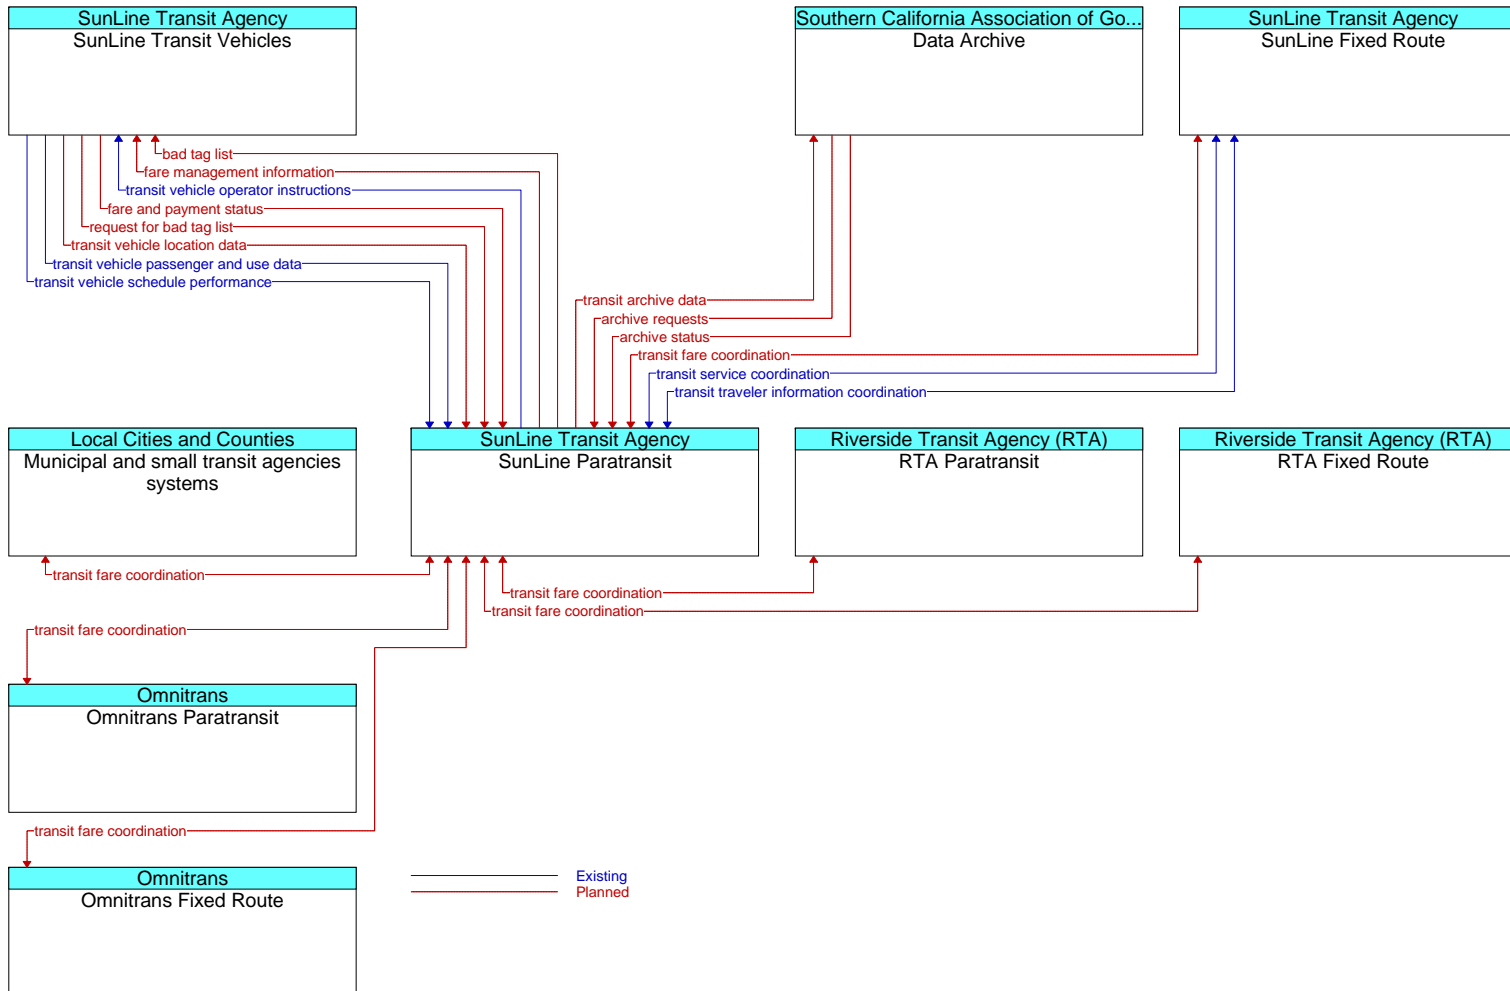 SunLine Transit Agency
SunLine Transit Vehicles
Southern California Association of Go...
Data Archive
SunLine Transit Agency
SunLine Fixed Route
bad tag list
fare management information
transit vehicle operator instructions
fare and payment status
request for bad tag list
transit vehicle location data
transit vehicle passenger and use data
transit vehicle schedule performance
transit archive data
archive requests
archive status
transit fare coordination
transit service coordination
transit traveler information coordination
Local Cities and Counties
Municipal and small transit agencies
systems
SunLine Transit Agency
SunLine Paratransit
Riverside Transit Agency (RTA)
RTA Paratransit
Riverside Transit Agency (RTA)
RTA Fixed Route
transit fare coordination
transit fare coordination
transit fare coordination
transit fare coordination
Omnitrans
Omnitrans Paratransit
transit fare coordination
Omnitrans
Omnitrans Fixed Route
Existing
Planned